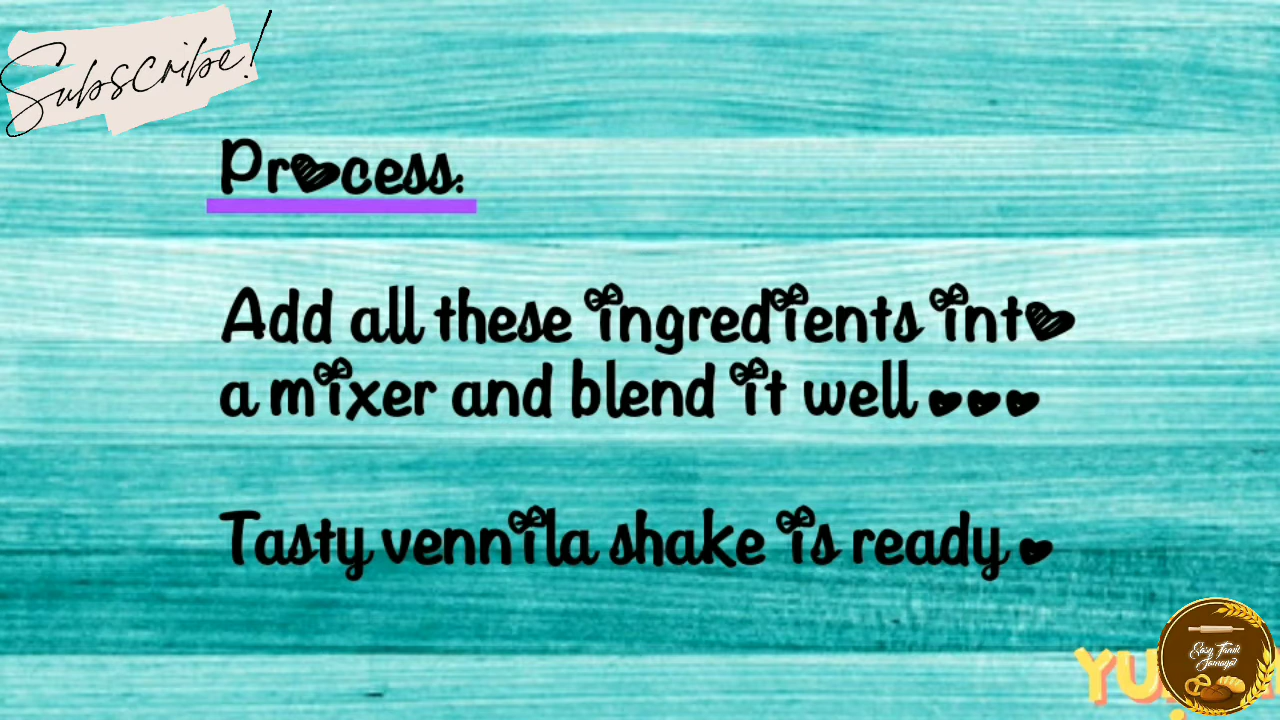 Subscribe!
Process:
Add all these ingredients into
a mixer and blend it well...
Tasty vennila shake is ready.